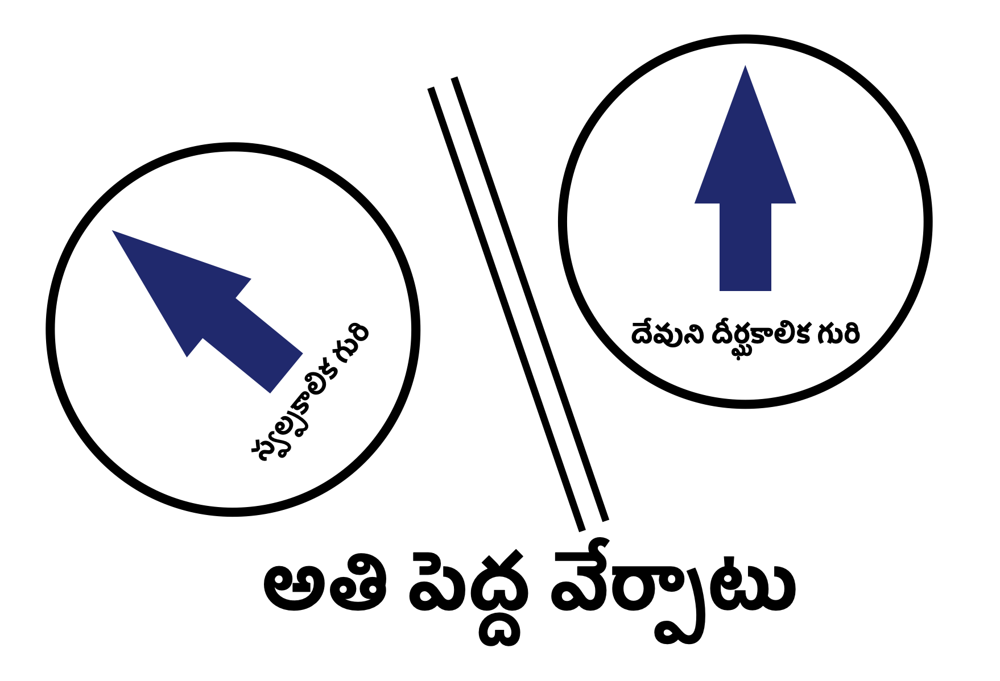 దేవుని దీర్ఘకాలిక గురి
స్వల్పకాలిక గురి
అతి పెద్ద వేర్పాటు